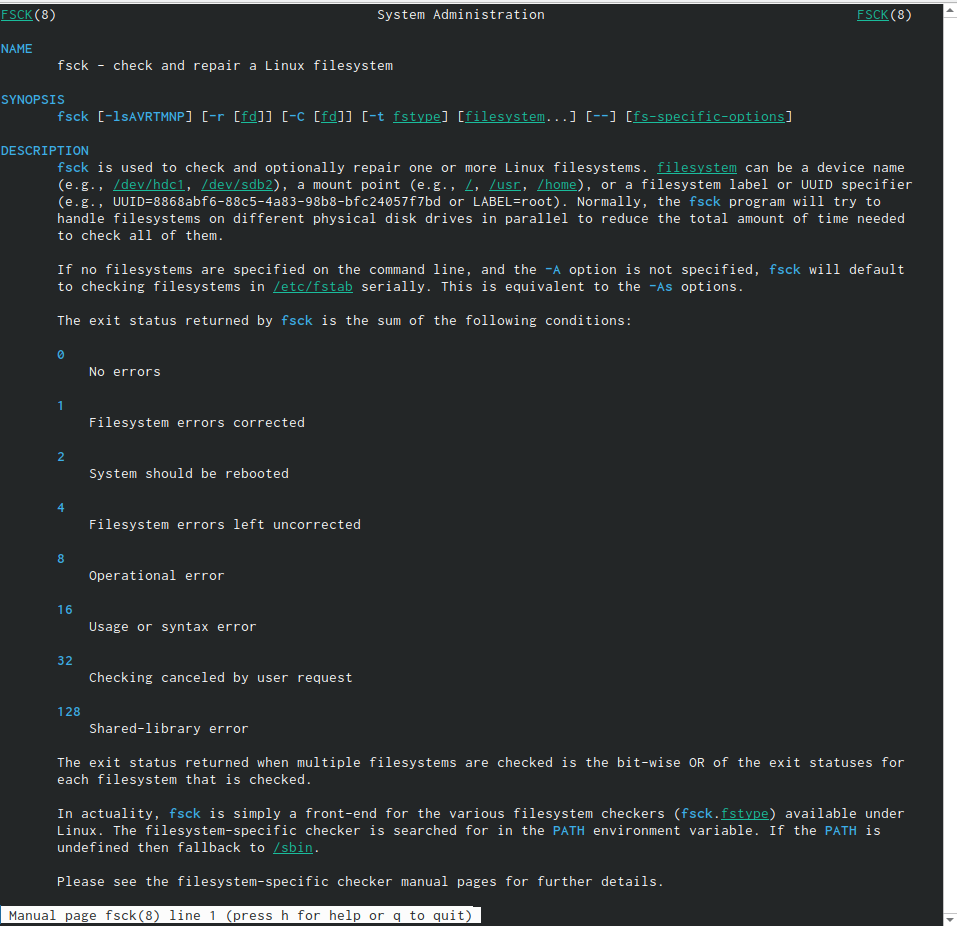 FSCK(8) System Administration FSCK(8)
NAME
fsck - check and repair a Linux filesystem
SYNOPSIS
fsck [-lsAVRTMNP] [-r [fd]] [-C [fd]] [-t fstype] [filesystem...] [--] [fs-specific-options]
DESCRIPTION
fsck is used to check and optionally repair one or more Linux filesystems. filesystem can be a device name
(e.g., /dev/hdc1, /dev/sdb2), a mount point (e.g., /, /usr, /home), or a filesystem label or UUID specifier
(e.g., UUID=8868abf6-88c5-4a83-98b8-bfc24057f7bd or LABEL=root). Normally, the fsck program will try to
handle filesystems on different physical disk drives in parallel to reduce the total amount of time needed
to check all of them.
If no filesystems are specified on the command line, and the -A option is not specified, fsck will default
to checking filesystems in /etc/fstab serially. This is equivalent to the -As options.
The exit status returned by fsck is the sum of the following conditions:
0
No errors
1
Filesystem errors corrected
2
System should be rebooted
4
Filesystem errors left uncorrected
8
Operational error
16
Usage or syntax error
32
Checking canceled by user request
128
Shared-library error
The exit status returned when multiple filesystems are checked is the bit-wise OR of the exit statuses for
each filesystem that is checked.
In actuality, fsck is simply a front-end for the various filesystem checkers (fsck.fstype) available under
Linux. The filesystem-specific checker is searched for in the PATH environment variable. If the PATH is
undefined then fallback to /sbin.
Please see the filesystem-specific checker manual pages for further details.
Manual page fsck(8) line 1 (press h for help or q to quit)